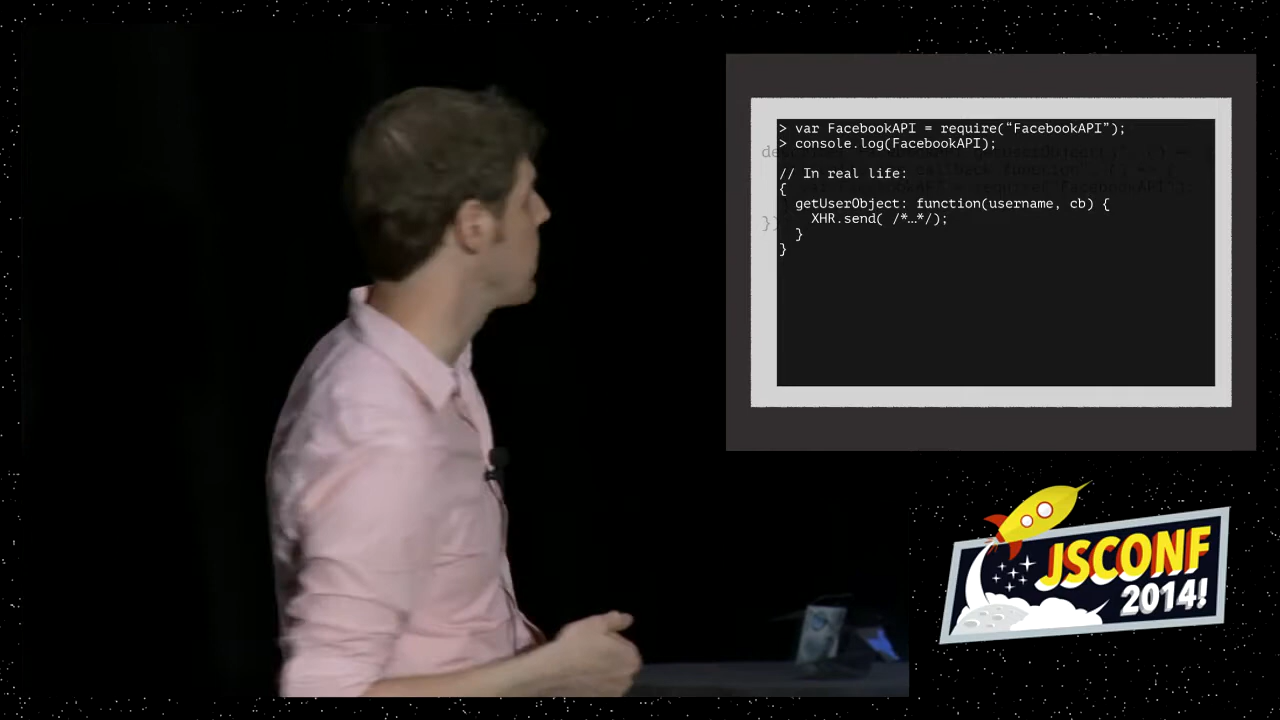 > var FacebookAPI = require(“FacebookAPI”);
> console.log(FacebookAPI);
// In real life:
{
getUserObject: function(username, cb) {
XHR.send( /*…*/);
}
}
JSCONF
2014!